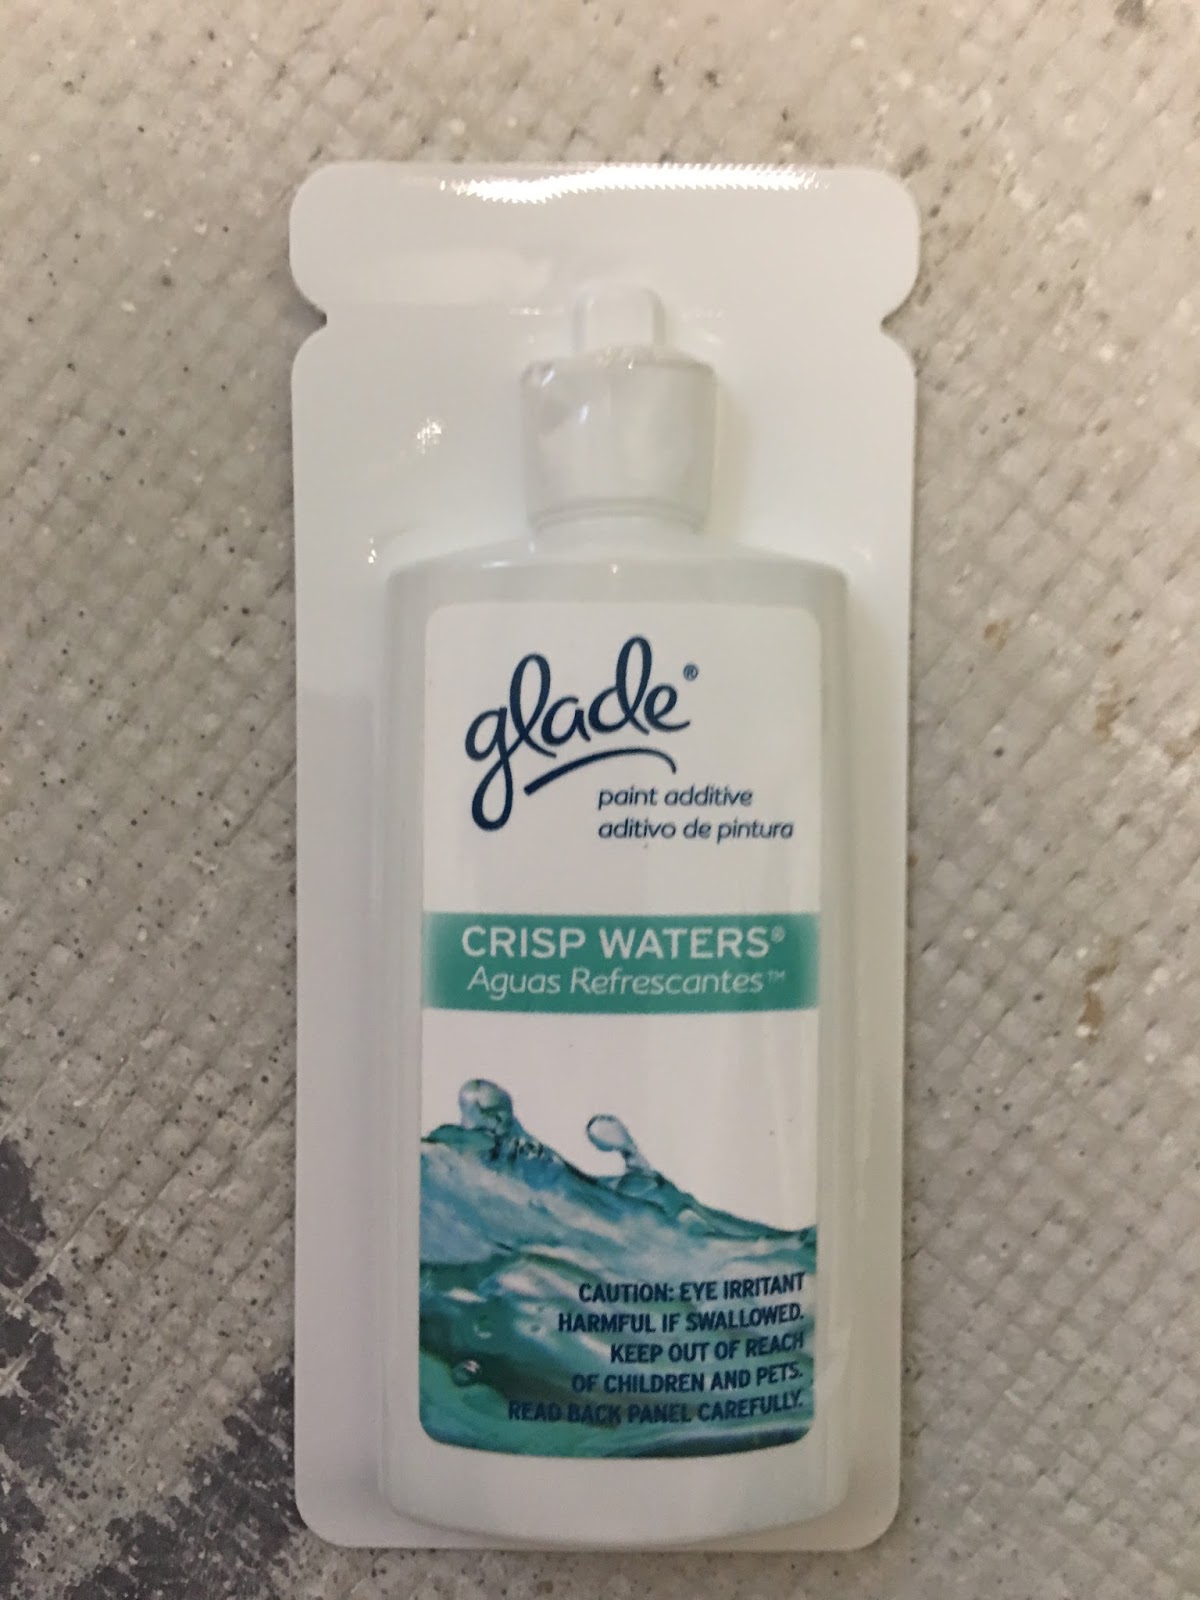 glade®
paint additive
aditivo de pintura
CRISP WATERS®
Aguas Refrescantes™
CAUTION: EYE IRRITANT
HARMFUL IF SWALLOWED.
KEEP OUT OF REACH
OF CHILDREN AND PETS.
READ BACK PANEL CAREFULLY.